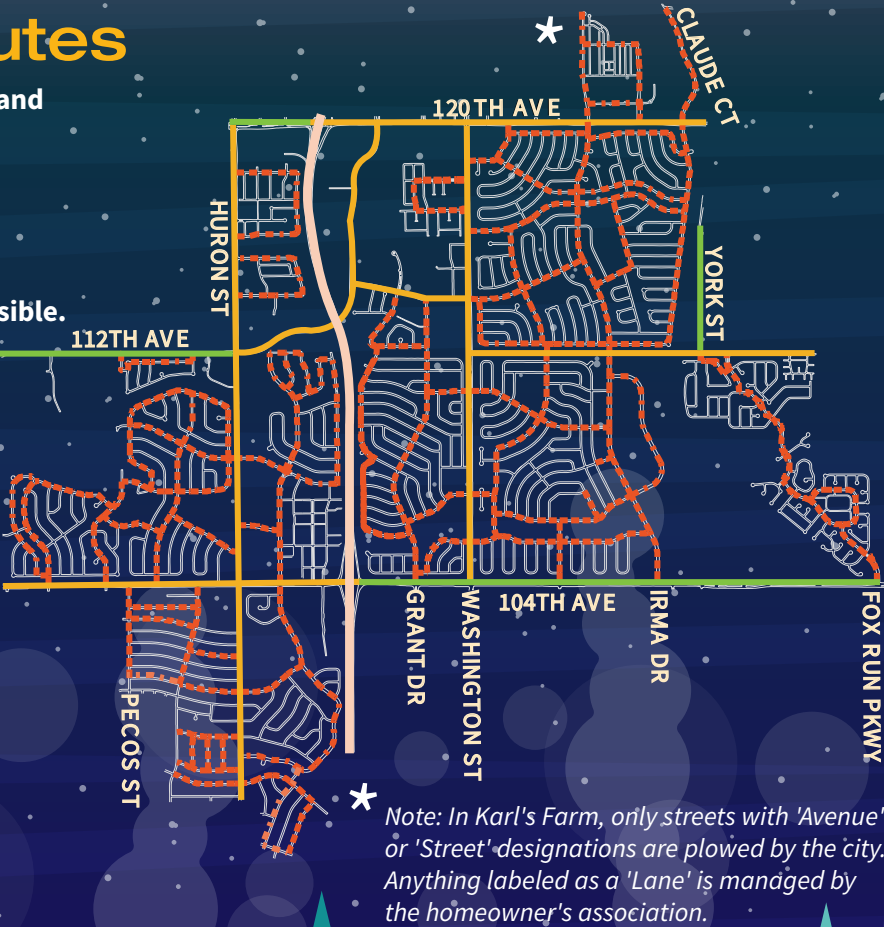 utes
and
sible.
120TH AVE
CLAUDE CT
HURON ST
YORK ST
112TH AVE
GRANT DR
WASHINGTON ST
104TH AVE
IRMA DR
FOX RUN PKWY
PECOS ST
* Note: In Karl's Farm, only streets with 'Avenue'
or 'Street' designations are plowed by the city.
Anything labeled as a 'Lane' is managed by
the homeowner's association.